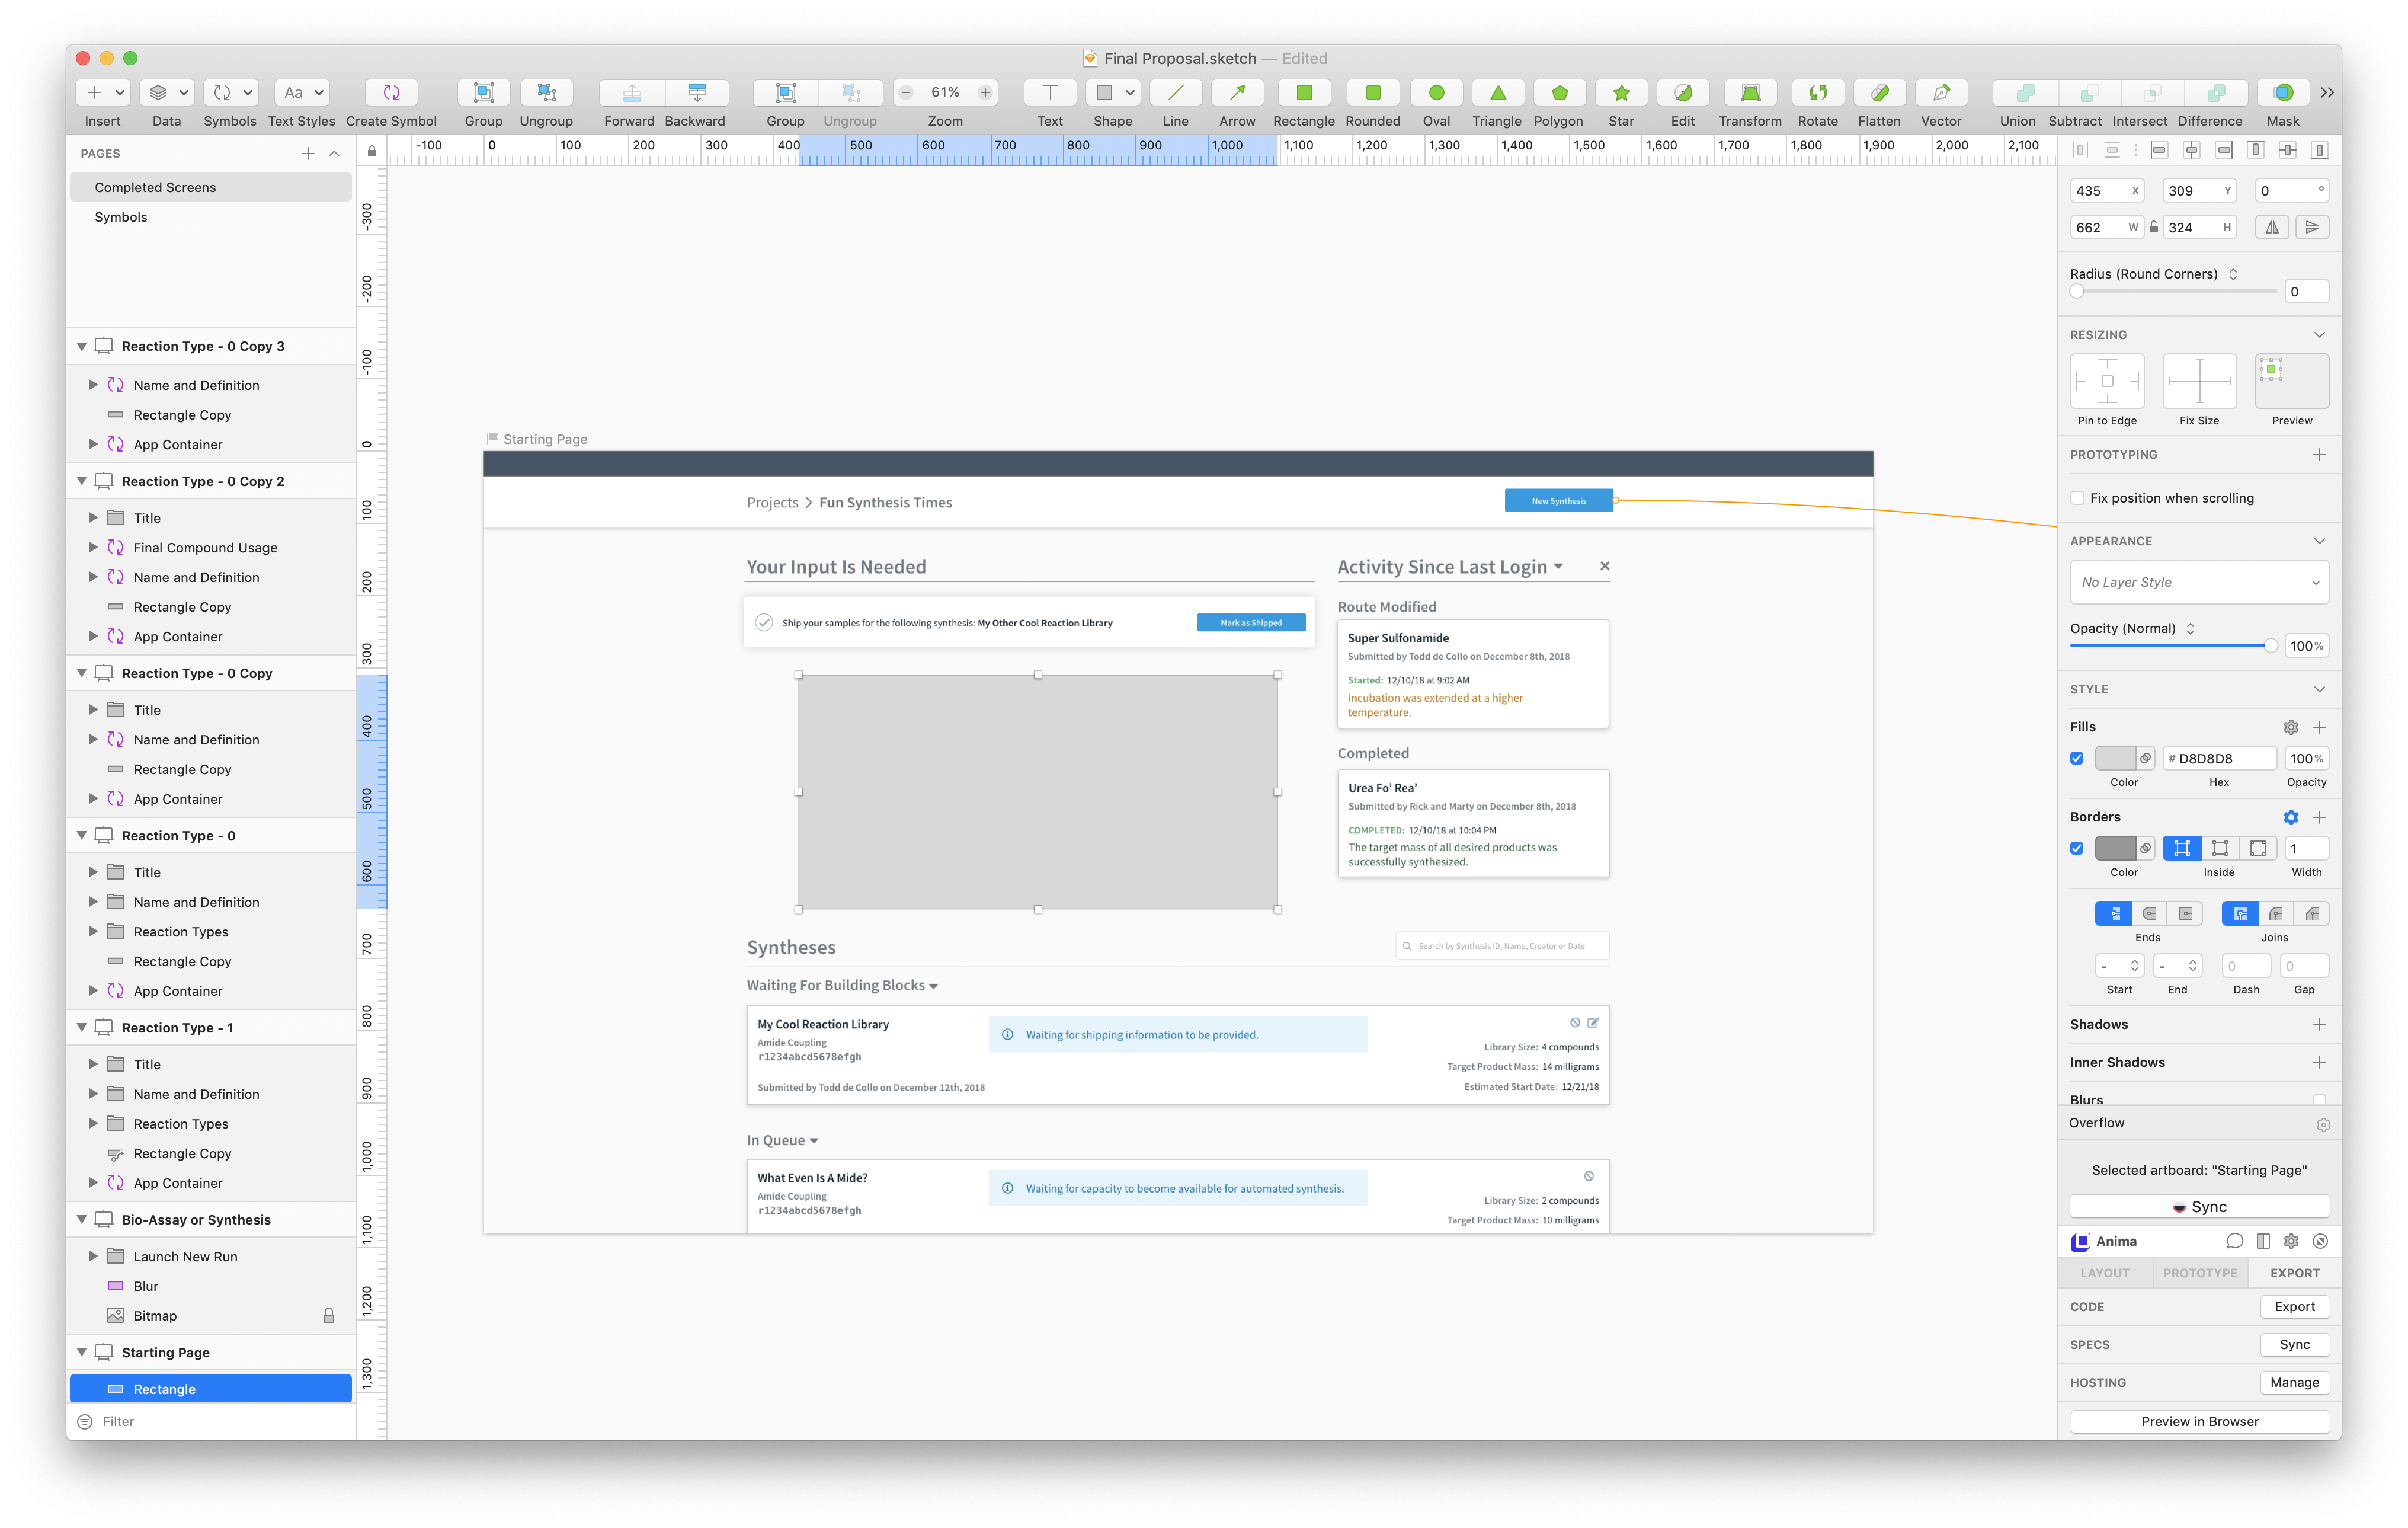 Final Proposal.sketch — Edited
Insert Data Symbols Text Styles Create Symbol Group Ungroup Forward Backward Group Ungroup 61% Zoom Text Shape Line Arrow Rectangle Rounded Oval Triangle Polygon Star Edit Transform Rotate Flatten Vector Union Subtract Intersect Difference Mask
Aa
PAGES
Completed Screens
Symbols
Reaction Type - 0 Copy 3
Name and Definition
Rectangle Copy
App Container
Reaction Type - 0 Copy 2
Title
Final Compound Usage
Name and Definition
Rectangle Copy
App Container
Reaction Type - 0 Copy
Title
Name and Definition
Rectangle Copy
App Container
Reaction Type - 0
Title
Name and Definition
Reaction Types
Rectangle Copy
App Container
Reaction Type - 1
Title
Name and Definition
Reaction Types
Rectangle Copy
App Container
Bio-Assay or Synthesis
Launch New Run
Blur
Bitmap
Starting Page
Rectangle
Filter
-100 0 100 200 300 400 500 600 700 800 900 1,000 1,100 1,200 1,300 1,400 1,500 1,600 1,700 1,800 1,900 2,000 2,100
-300
-200
-100
0
100
200
300
400
500
600
700
800
900
1,000
1,100
1,200
1,300
Starting Page
Projects > Fun Synthesis Times
New Synthesis
Your Input Is Needed
Ship your samples for the following synthesis: My Other Cool Reaction Library
Mark as Shipped
Activity Since Last Login
Route Modified
Super Sulfonamide
Submitted by Todd de Collo on December 8th, 2018
Started: 12/10/18 at 9:02 AM
Incubation was extended at a higher
temperature.
Completed
Urea Fo’ Rea’
Submitted by Rick and Marty on December 8th, 2018
COMPLETED: 12/10/18 at 10:04 PM
The target mass of all desired products was
successfully synthesized.
Syntheses
Search by Synthesis ID, Name, Creator or Date
Waiting For Building Blocks
My Cool Reaction Library
Amide Coupling
r1234abcd5678efgh
Submitted by Todd de Collo on December 12th, 2018
Waiting for shipping information to be provided.
Library Size: 4 compounds
Target Product Mass: 14 milligrams
Estimated Start Date: 12/21/18
In Queue
What Even Is A Mide?
Amide Coupling
r1234abcd5678efgh
Waiting for capacity to become available for automated synthesis.
Library Size: 2 compounds
Target Product Mass: 10 milligrams
435 X 309 Y 0 °
662 W 324 H
Radius (Round Corners)
0
RESIZING
Pin to Edge Fix Size Preview
PROTOTYPING
Fix position when scrolling
APPEARANCE
No Layer Style
Opacity (Normal)
100%
STYLE
Fills
# D8D8D8 100%
Color Hex Opacity
Borders
1
Color Inside Width
Ends Joins
- - 0 0
Start End Dash Gap
Shadows
Inner Shadows
Blurs
Overflow
Selected artboard: "Starting Page"
Sync
Anima
LAYOUT PROTOTYPE EXPORT
CODE Export
SPECS Sync
HOSTING Manage
Preview in Browser